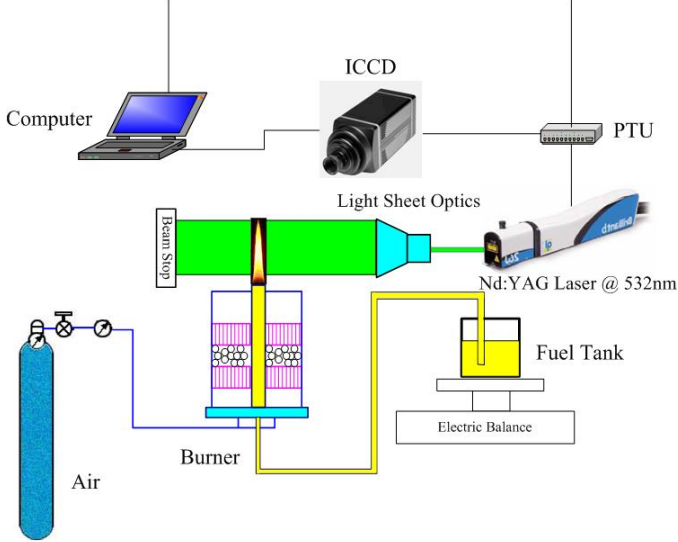 ICCD
Computer
PTU
Light Sheet Optics
Beam Stop
Nd:YAG Laser @ 532nm
Fuel Tank
Electric Balance
Burner
Air